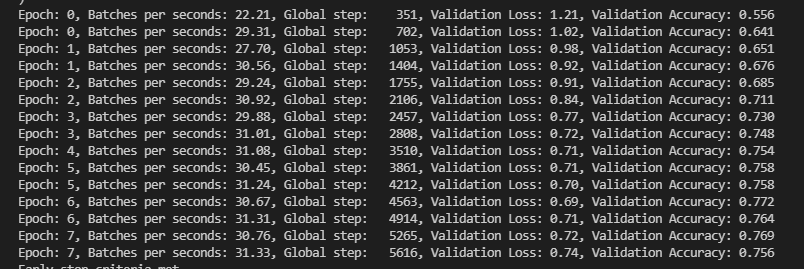 Epoch: 0, Batches per seconds: 22.21, Global step:    351, Validation Loss: 1.21, Validation Accuracy: 0.556
Epoch: 0, Batches per seconds: 29.31, Global step:    702, Validation Loss: 1.02, Validation Accuracy: 0.641
Epoch: 1, Batches per seconds: 27.70, Global step:   1053, Validation Loss: 0.98, Validation Accuracy: 0.651
Epoch: 1, Batches per seconds: 30.56, Global step:   1404, Validation Loss: 0.92, Validation Accuracy: 0.676
Epoch: 2, Batches per seconds: 29.24, Global step:   1755, Validation Loss: 0.91, Validation Accuracy: 0.685
Epoch: 2, Batches per seconds: 30.92, Global step:   2106, Validation Loss: 0.84, Validation Accuracy: 0.711
Epoch: 3, Batches per seconds: 29.88, Global step:   2457, Validation Loss: 0.77, Validation Accuracy: 0.730
Epoch: 3, Batches per seconds: 31.01, Global step:   2808, Validation Loss: 0.72, Validation Accuracy: 0.748
Epoch: 4, Batches per seconds: 31.08, Global step:   3510, Validation Loss: 0.71, Validation Accuracy: 0.754
Epoch: 5, Batches per seconds: 30.45, Global step:   3861, Validation Loss: 0.71, Validation Accuracy: 0.758
Epoch: 5, Batches per seconds: 31.24, Global step:   4212, Validation Loss: 0.70, Validation Accuracy: 0.758
Epoch: 6, Batches per seconds: 30.67, Global step:   4563, Validation Loss: 0.69, Validation Accuracy: 0.772
Epoch: 6, Batches per seconds: 31.31, Global step:   4914, Validation Loss: 0.71, Validation Accuracy: 0.764
Epoch: 7, Batches per seconds: 30.76, Global step:   5265, Validation Loss: 0.72, Validation Accuracy: 0.769
Epoch: 7, Batches per seconds: 31.33, Global step:   5616, Validation Loss: 0.74, Validation Accuracy: 0.756
Early stop criteria met